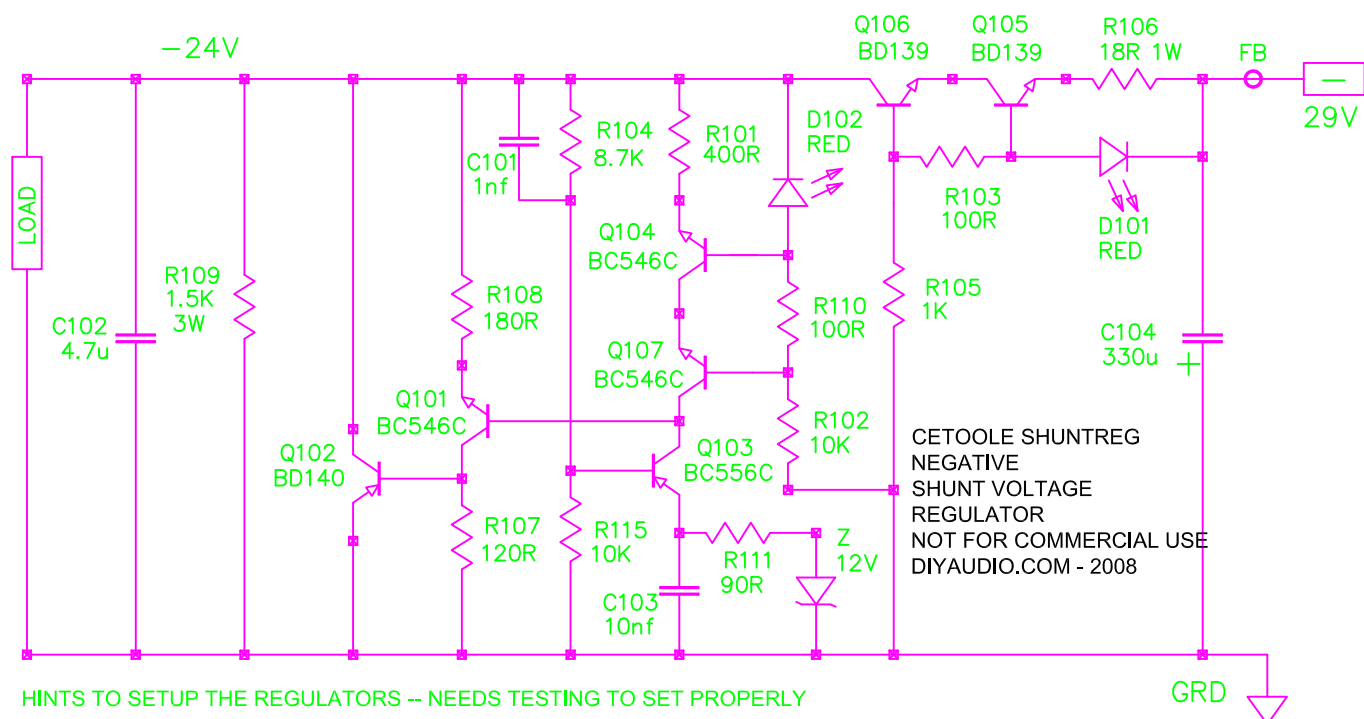 Q106
BD139
Q105
BD139
R106
18R 1W
FB
−24V
−
29V
D102
RED
C101
1nf
R104
8.7K
R101
400R
LOAD
R103
100R
D101
RED
Q104
BC546C
R109
1.5K
3W
R108
180R
R110
100R
R105
1K
C102
4.7u
C104
330u
+
Q107
BC546C
Q101
BC546C
R102
10K
Q102
BD140
Q103
BC556C
CETOOLE SHUNTREG
NEGATIVE
SHUNT VOLTAGE
REGULATOR
NOT FOR COMMERCIAL USE
DIYAUDIO.COM - 2008
R107
120R
R115
10K
R111
90R
Z
12V
C103
10nf
GRD
HINTS TO SETUP THE REGULATORS -- NEEDS TESTING TO SET PROPERLY